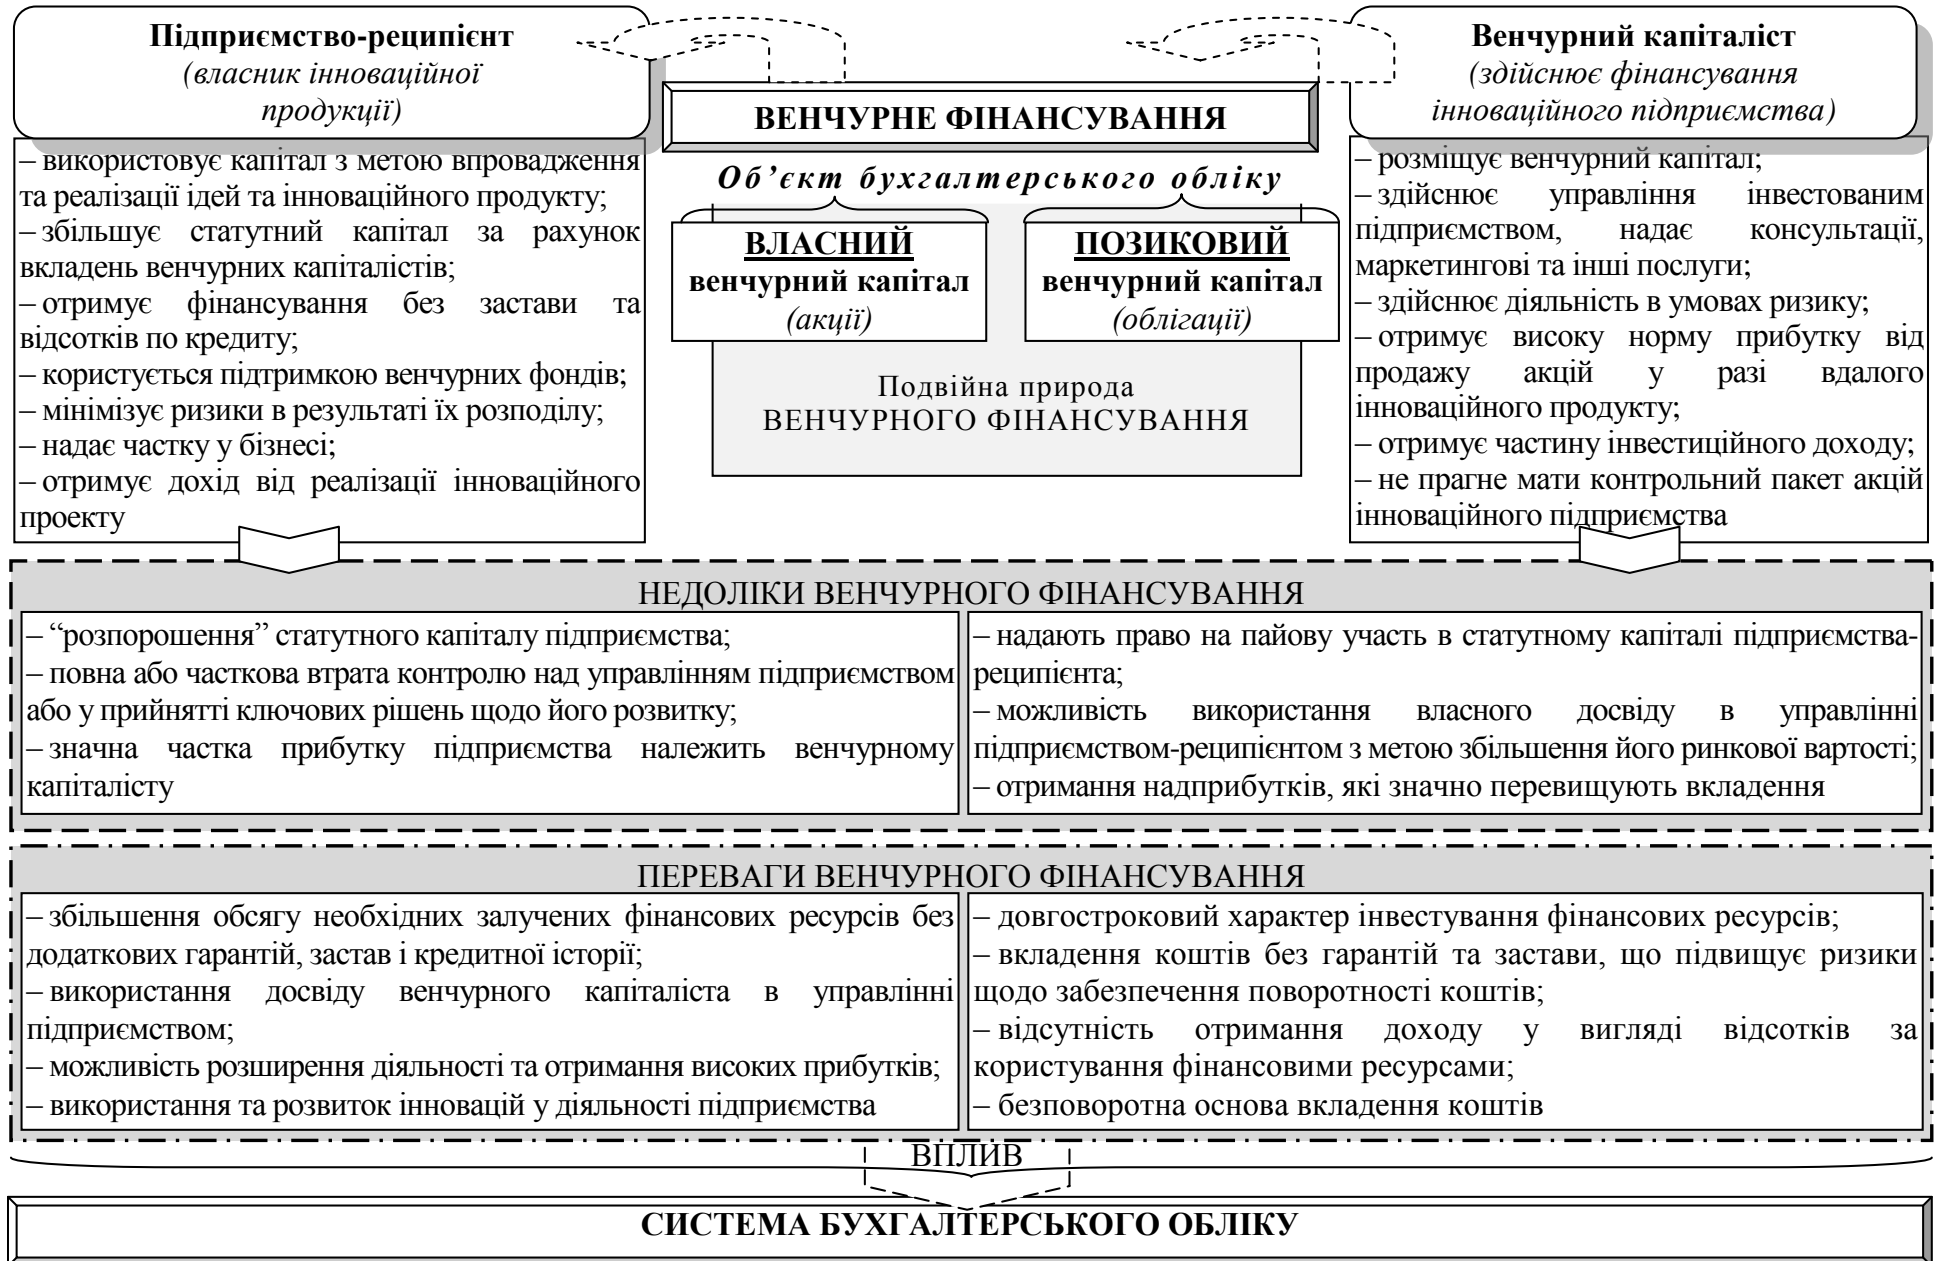 Підприємство-реципієнт
(власник інноваційної
продукції)
Венчурний капіталіст
(здійснює фінансування
інноваційного підприємства)
ВЕНЧУРНЕ ФІНАНСУВАННЯ
– використовує капітал з метою впровадження
та реалізації ідей та інноваційного продукту;
– збільшує статутний капітал за рахунок
вкладень венчурних капіталістів;
– отримує фінансування без застави та
відсотків по кредиту;
– користується підтримкою венчурних фондів;
– мінімізує ризики в результаті їх розподілу;
– надає частку у бізнесі;
– отримує дохід від реалізації інноваційного
проекту
Об’єкт бухгалтерського обліку
ВЛАСНИЙ
венчурний капітал
(акції)
ПОЗИКОВИЙ
венчурний капітал
(облігації)
Подвійна природа
ВЕНЧУРНОГО ФІНАНСУВАННЯ
– розміщує венчурний капітал;
– здійснює управління інвестованим
підприємством, надає консультації,
маркетингові та інші послуги;
– здійснює діяльність в умовах ризику;
– отримує високу норму прибутку від
продажу акцій у разі вдалого
інноваційного продукту;
– отримує частину інвестиційного доходу;
– не прагне мати контрольний пакет акцій
інноваційного підприємства
НЕДОЛІКИ ВЕНЧУРНОГО ФІНАНСУВАННЯ
– “розпорошення” статутного капіталу підприємства;
– повна або часткова втрата контролю над управлінням підприємством
або у прийнятті ключових рішень щодо його розвитку;
– значна частка прибутку підприємства належить венчурному
капіталісту
– надають право на пайову участь в статутному капіталі підприємства-
реципієнта;
– можливість використання власного досвіду в управлінні
підприємством-реципієнтом з метою збільшення його ринкової вартості;
– отримання надприбутків, які значно перевищують вкладення
ПЕРЕВАГИ ВЕНЧУРНОГО ФІНАНСУВАННЯ
– збільшення обсягу необхідних залучених фінансових ресурсів без
додаткових гарантій, застав і кредитної історії;
– використання досвіду венчурного капіталіста в управлінні
підприємством;
– можливість розширення діяльності та отримання високих прибутків;
– використання та розвиток інновацій у діяльності підприємства
– довгостроковий характер інвестування фінансових ресурсів;
– вкладення коштів без гарантій та застави, що підвищує ризики
щодо забезпечення поворотності коштів;
– відсутність отримання доходу у вигляді відсотків за
користування фінансовими ресурсами;
– безповоротна основа вкладення коштів
ВПЛИВ
СИСТЕМА БУХГАЛТЕРСЬКОГО ОБЛІКУ